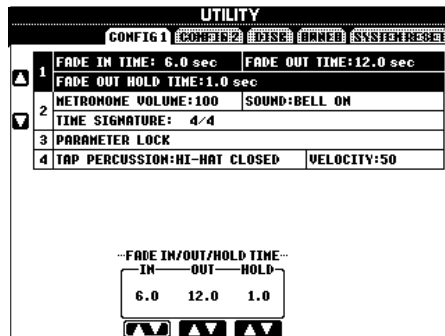 UTILITY
CONFIG 1 CONFIG 2 DISK OWNER SYSTEM RESET
1 FADE IN TIME: 6.0 sec FADE OUT TIME:12.0 sec
FADE OUT HOLD TIME:1.0 sec
2 METRONOME VOLUME:100 SOUND:BELL ON
TIME SIGNATURE: 4/4
3 PARAMETER LOCK
4 TAP PERCUSSION:HI-HAT CLOSED VELOCITY:50
FADE IN/OUT/HOLD TIME
IN OUT HOLD
6.0 12.0 1.0